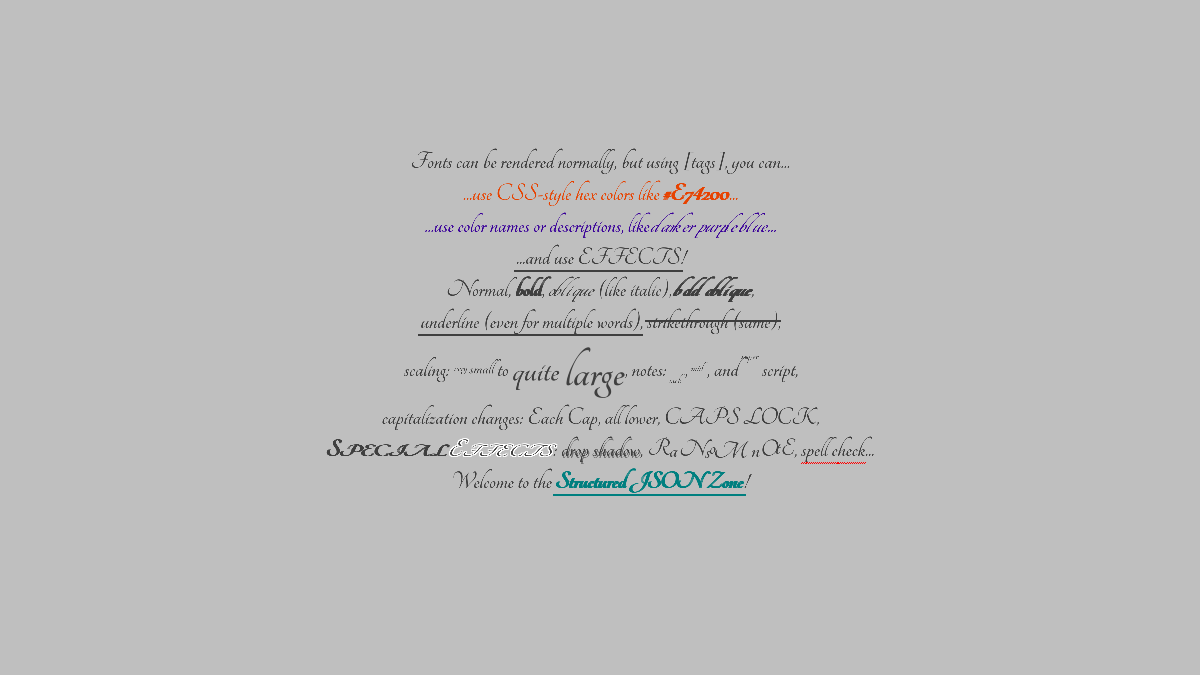 Fonts can be rendered normally, but using [tags], you can...
...use CSS-style hex colors like #E74200...
...use color names or descriptions, like darker purple blue...
...and use EFFECTS!
Normal, bold, oblique (like italic), bold oblique,
underline (even for multiple words), strikethrough (same),
scaling: very small to quite large, notes: , , and super script,
capitalization changes: Each Cap, all lower, CAPS LOCK,
SPECIAL EFFECTS: drop shadow, RaNsOM nOtE, spell check...
Welcome to the Structured JSON Zone!